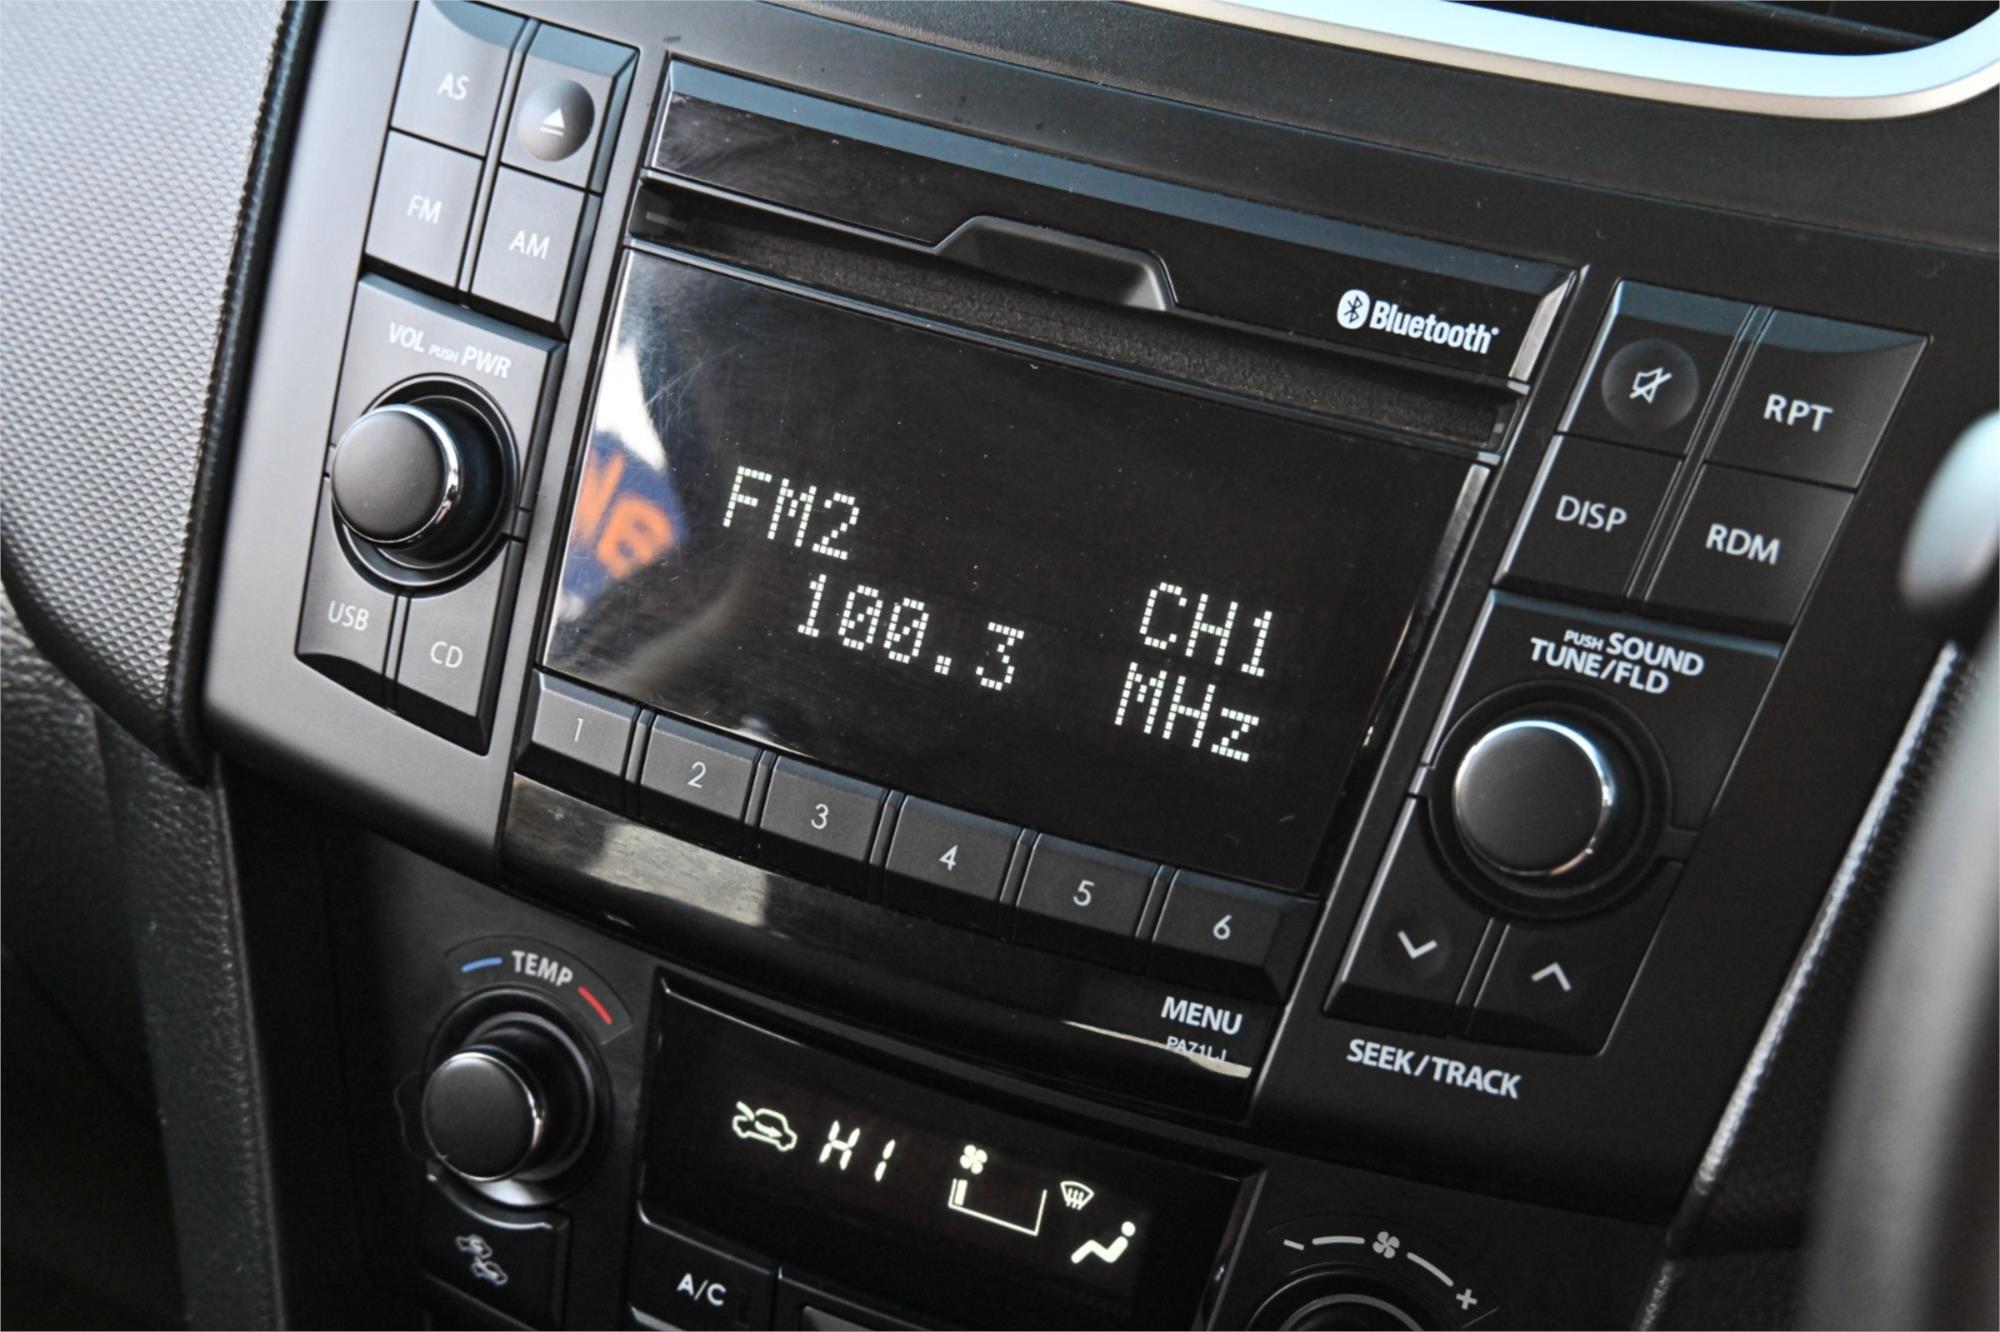 AS
FM
AM
VOL PUSH PWR
USB
CD
Bluetooth
FM2
100.3
CH1
MHz
1
2
3
4
5
6
RPT
DISP
RDM
PUSH SOUND
TUNE/FLD
SEEK/TRACK
MENU
PA71LJ
TEMP
HI
A/C
- +